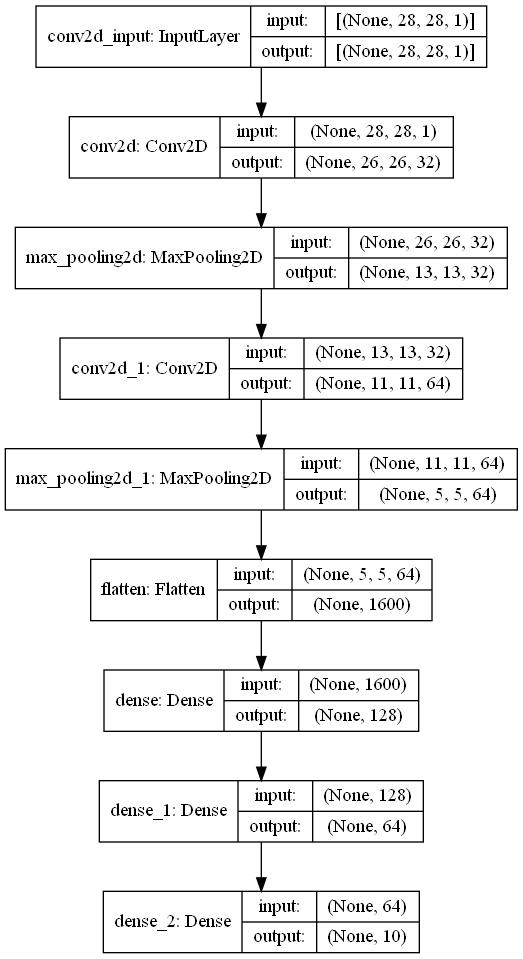 conv2d_input: InputLayer
input: [(None, 28, 28, 1)]
output: [(None, 28, 28, 1)]
conv2d: Conv2D
input: (None, 28, 28, 1)
output: (None, 26, 26, 32)
max_pooling2d: MaxPooling2D
input: (None, 26, 26, 32)
output: (None, 13, 13, 32)
conv2d_1: Conv2D
input: (None, 13, 13, 32)
output: (None, 11, 11, 64)
max_pooling2d_1: MaxPooling2D
input: (None, 11, 11, 64)
output: (None, 5, 5, 64)
flatten: Flatten
input: (None, 5, 5, 64)
output: (None, 1600)
dense: Dense
input: (None, 1600)
output: (None, 128)
dense_1: Dense
input: (None, 128)
output: (None, 64)
dense_2: Dense
input: (None, 64)
output: (None, 10)